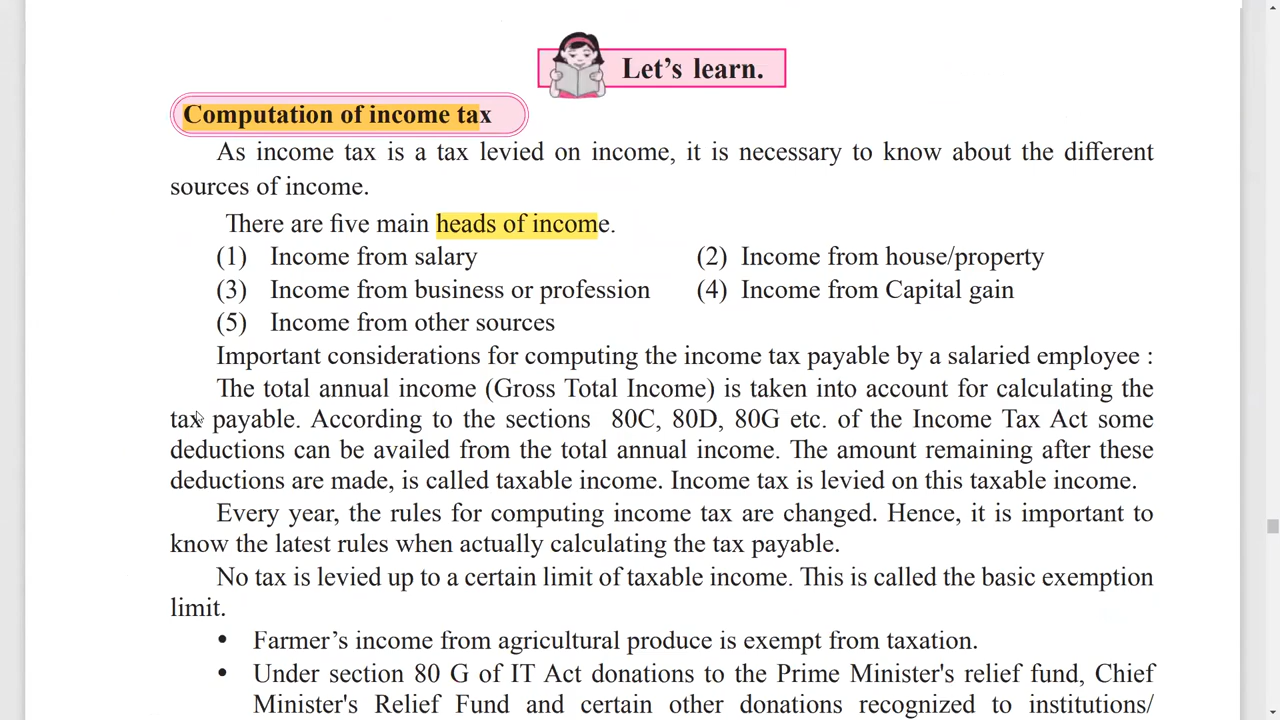 Let's learn.
Computation of income tax
As income tax is a tax levied on income, it is necessary to know about the different
sources of income.
There are five main heads of income.
(1) Income from salary (2) Income from house/property
(3) Income from business or profession (4) Income from Capital gain
(5) Income from other sources
Important considerations for computing the income tax payable by a salaried employee :
The total annual income (Gross Total Income) is taken into account for calculating the
tax payable. According to the sections 80C, 80D, 80G etc. of the Income Tax Act some
deductions can be availed from the total annual income. The amount remaining after these
deductions are made, is called taxable income. Income tax is levied on this taxable income.
Every year, the rules for computing income tax are changed. Hence, it is important to
know the latest rules when actually calculating the tax payable.
No tax is levied up to a certain limit of taxable income. This is called the basic exemption
limit.
• Farmer's income from agricultural produce is exempt from taxation.
• Under section 80 G of IT Act donations to the Prime Minister's relief fund, Chief
Minister's Relief Fund and certain other donations recognized to institutions/